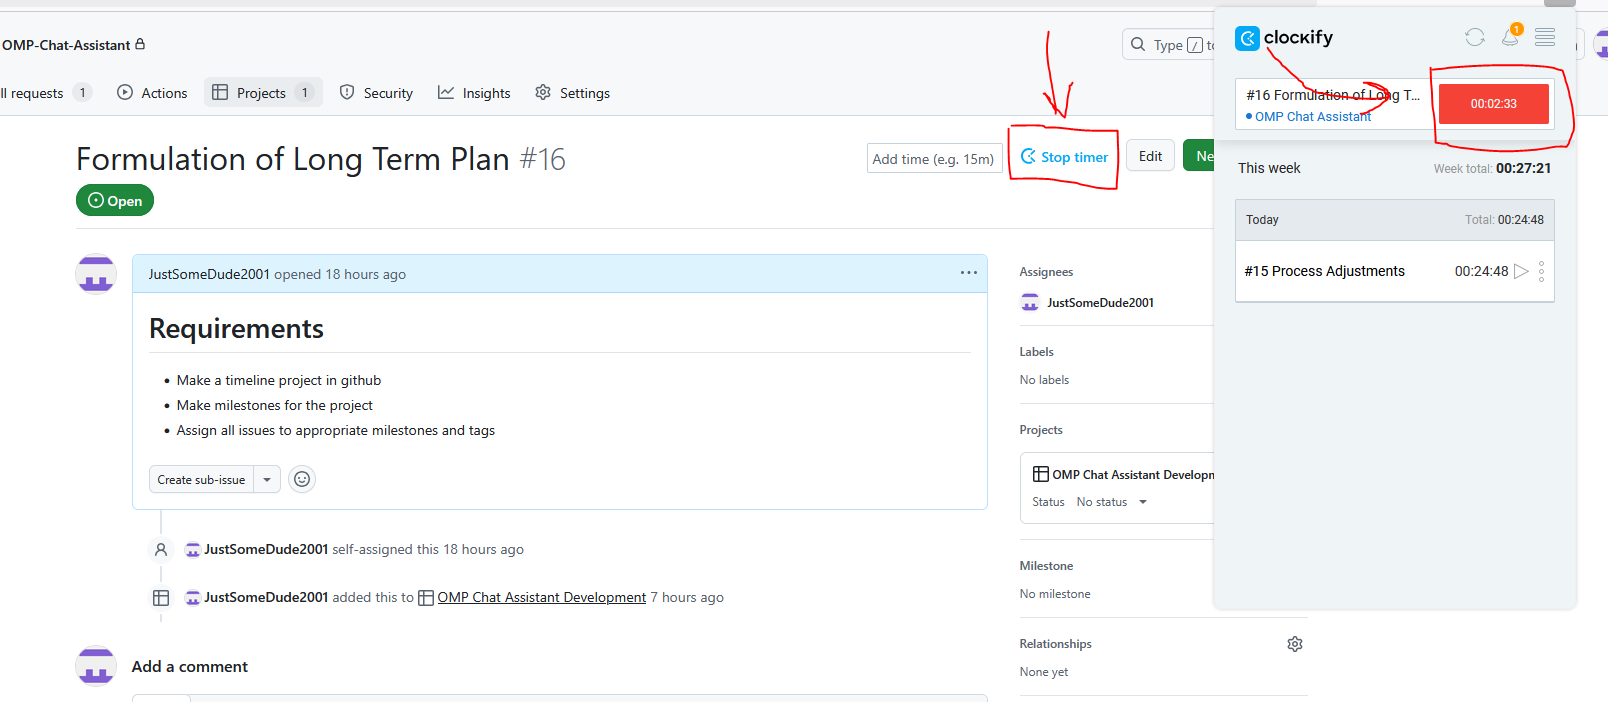 OMP-Chat-Assistant
Type / to
clockify
1
ll requests 1 Actions Projects 1 Security Insights Settings
#16 Formulation of Long T...
OMP Chat Assistant
00:02:33
Formulation of Long Term Plan #16
Add time (e.g. 15m)
Stop timer
Edit
Ne
Open
This week
Week total: 00:27:21
Today
Total: 00:24:48
#15 Process Adjustments
00:24:48
JustSomeDude2001 opened 18 hours ago
Requirements
Make a timeline project in github
Make milestones for the project
Assign all issues to appropriate milestones and tags
Create sub-issue
JustSomeDude2001 self-assigned this 18 hours ago
JustSomeDude2001 added this to OMP Chat Assistant Development 7 hours ago
Add a comment
Assignees
JustSomeDude2001
Labels
No labels
Projects
OMP Chat Assistant Developn
Status No status
Milestone
No milestone
Relationships
None yet